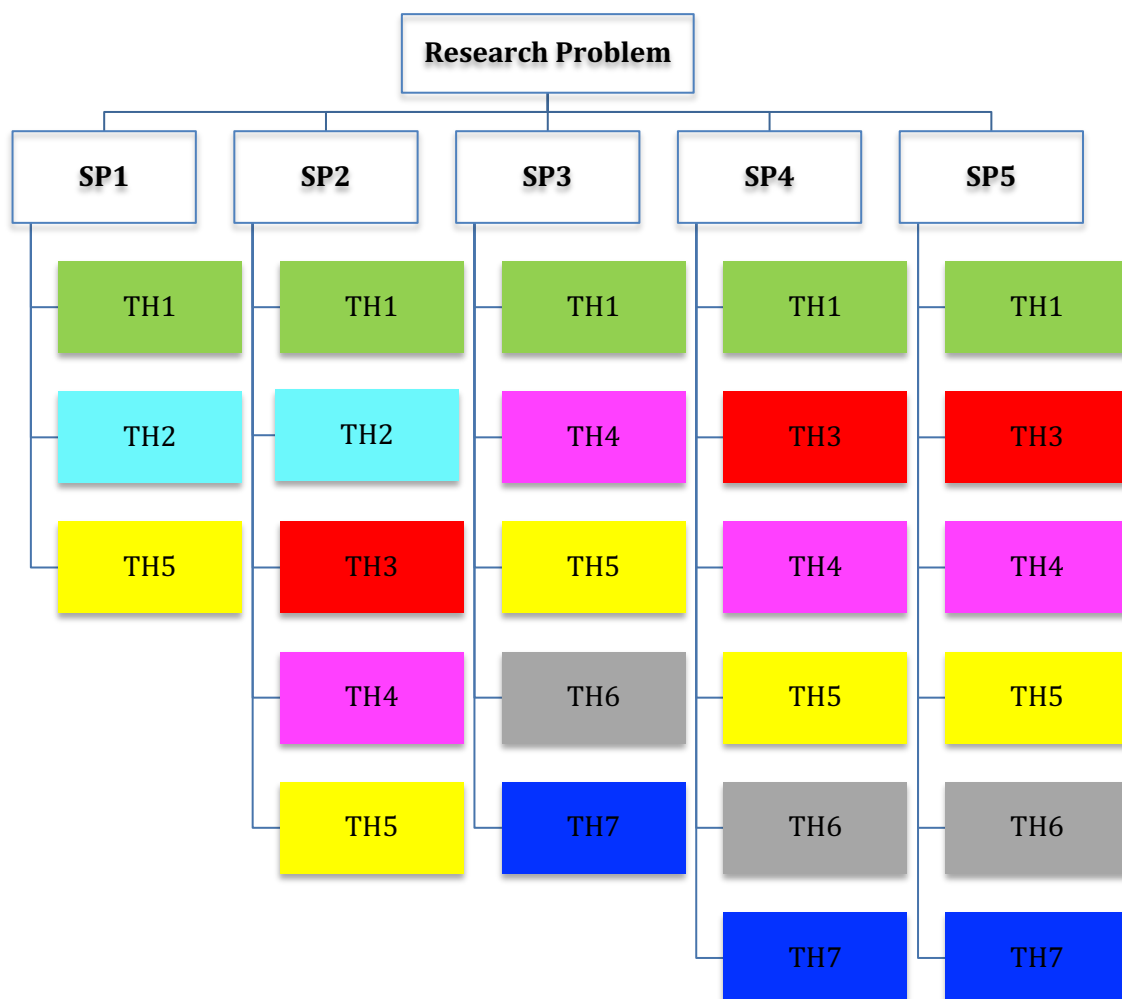 Research Problem
SP1
SP2
SP3
SP4
SP5
TH1
TH1
TH1
TH1
TH1
TH2
TH2
TH4
TH3
TH3
TH5
TH3
TH5
TH4
TH4
TH4
TH6
TH5
TH5
TH5
TH7
TH6
TH6
TH7
TH7